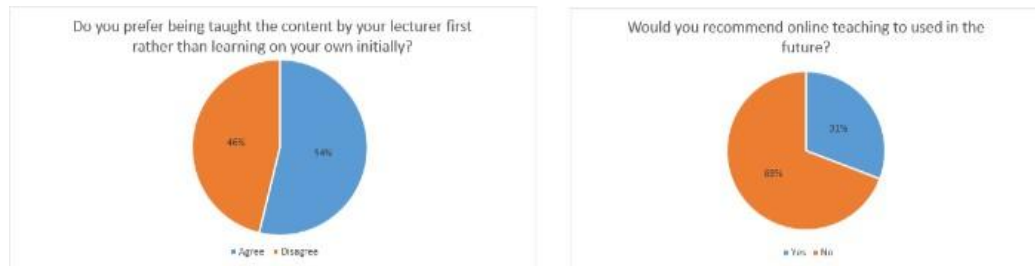 Do you prefer being taught the content by your lecturer first
rather than learning on your own initially?
46%
54%
Agree Disagree
Would you recommend online teaching to used in the
future?
31%
69%
Yes No